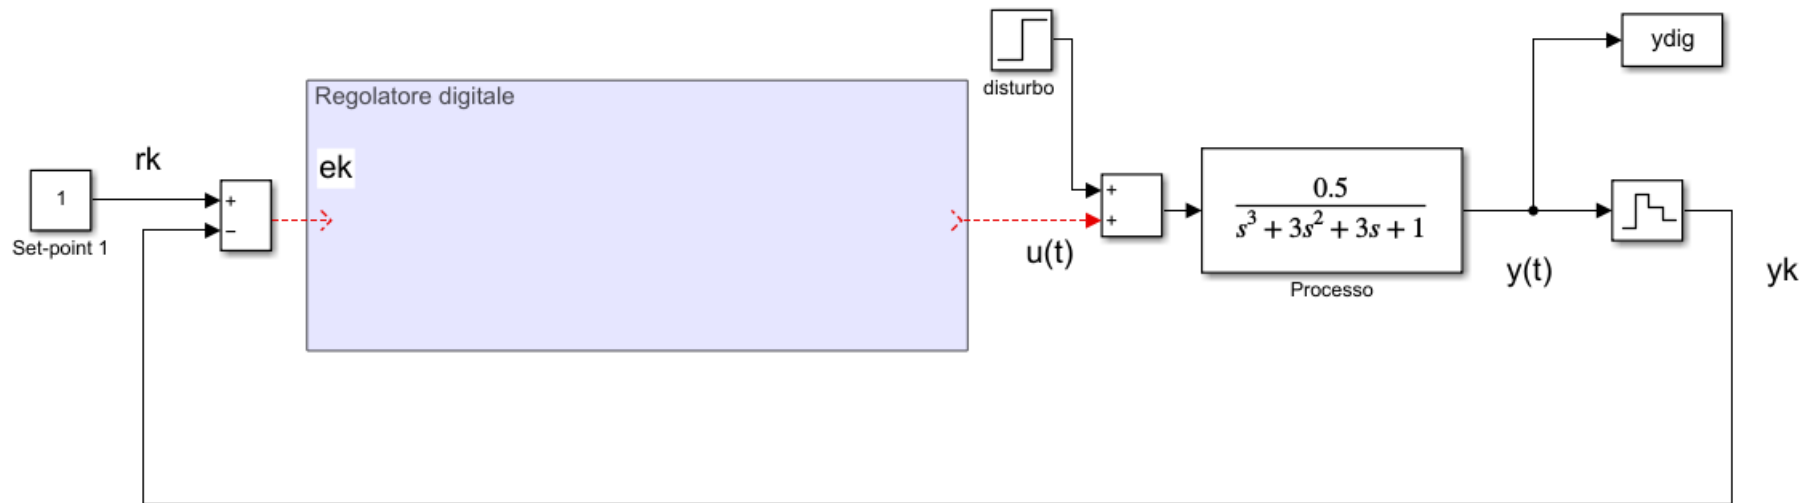 ydig
disturbo
Regolatore digitale
rk
ek
1
+
−
Set-point 1
+
+
u(t)
0.5
s³ + 3s² + 3s + 1
Processo
y(t)
yk